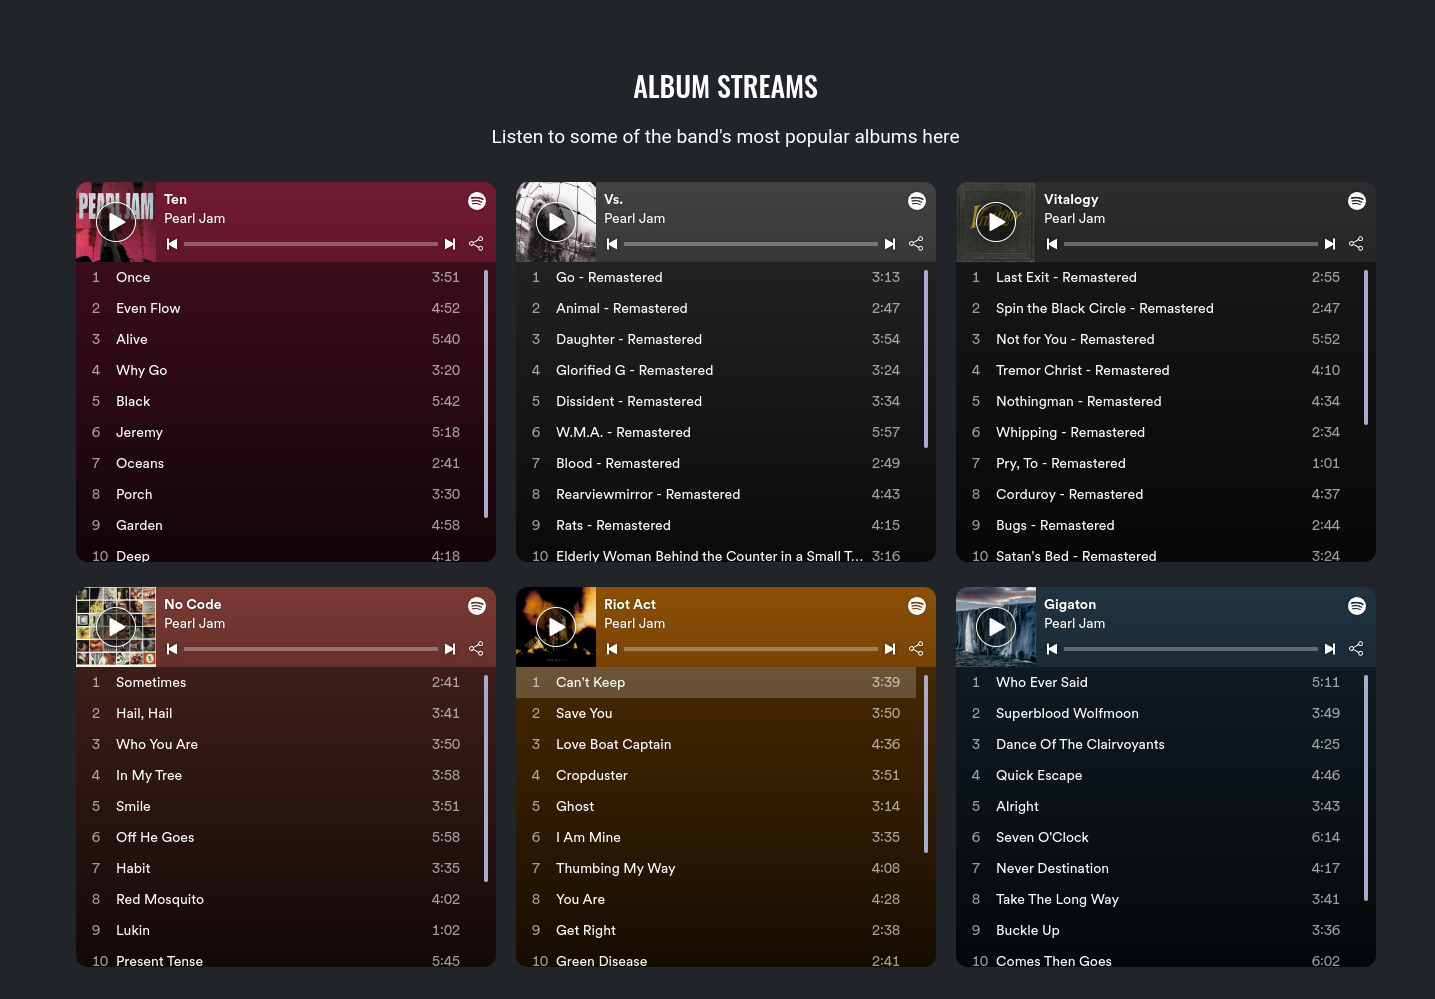 ALBUM STREAMS
Listen to some of the band's most popular albums here
PEARL JAM
Ten
Pearl Jam
1 Once 3:51
2 Even Flow 4:52
3 Alive 5:40
4 Why Go 3:20
5 Black 5:42
6 Jeremy 5:18
7 Oceans 2:41
8 Porch 3:30
9 Garden 4:58
10 Deep 4:18
Vs.
Pearl Jam
1 Go - Remastered 3:13
2 Animal - Remastered 2:47
3 Daughter - Remastered 3:54
4 Glorified G - Remastered 3:24
5 Dissident - Remastered 3:34
6 W.M.A. - Remastered 5:57
7 Blood - Remastered 2:49
8 Rearviewmirror - Remastered 4:43
9 Rats - Remastered 4:15
10 Elderly Woman Behind the Counter in a Small T... 3:16
Vitalogy
Pearl Jam
1 Last Exit - Remastered 2:55
2 Spin the Black Circle - Remastered 2:47
3 Not for You - Remastered 5:52
4 Tremor Christ - Remastered 4:10
5 Nothingman - Remastered 4:34
6 Whipping - Remastered 2:34
7 Pry, To - Remastered 1:01
8 Corduroy - Remastered 4:37
9 Bugs - Remastered 2:44
10 Satan's Bed - Remastered 3:24
No Code
Pearl Jam
1 Sometimes 2:41
2 Hail, Hail 3:41
3 Who You Are 3:50
4 In My Tree 3:58
5 Smile 3:51
6 Off He Goes 5:58
7 Habit 3:35
8 Red Mosquito 4:02
9 Lukin 1:02
10 Present Tense 5:45
Riot Act
Pearl Jam
1 Can't Keep 3:39
2 Save You 3:50
3 Love Boat Captain 4:36
4 Cropduster 3:51
5 Ghost 3:14
6 I Am Mine 3:35
7 Thumbing My Way 4:08
8 You Are 4:28
9 Get Right 2:38
10 Green Disease 2:41
Gigaton
Pearl Jam
1 Who Ever Said 5:11
2 Superblood Wolfmoon 3:49
3 Dance Of The Clairvoyants 4:25
4 Quick Escape 4:46
5 Alright 3:43
6 Seven O'Clock 6:14
7 Never Destination 4:17
8 Take The Long Way 3:41
9 Buckle Up 3:36
10 Comes Then Goes 6:02